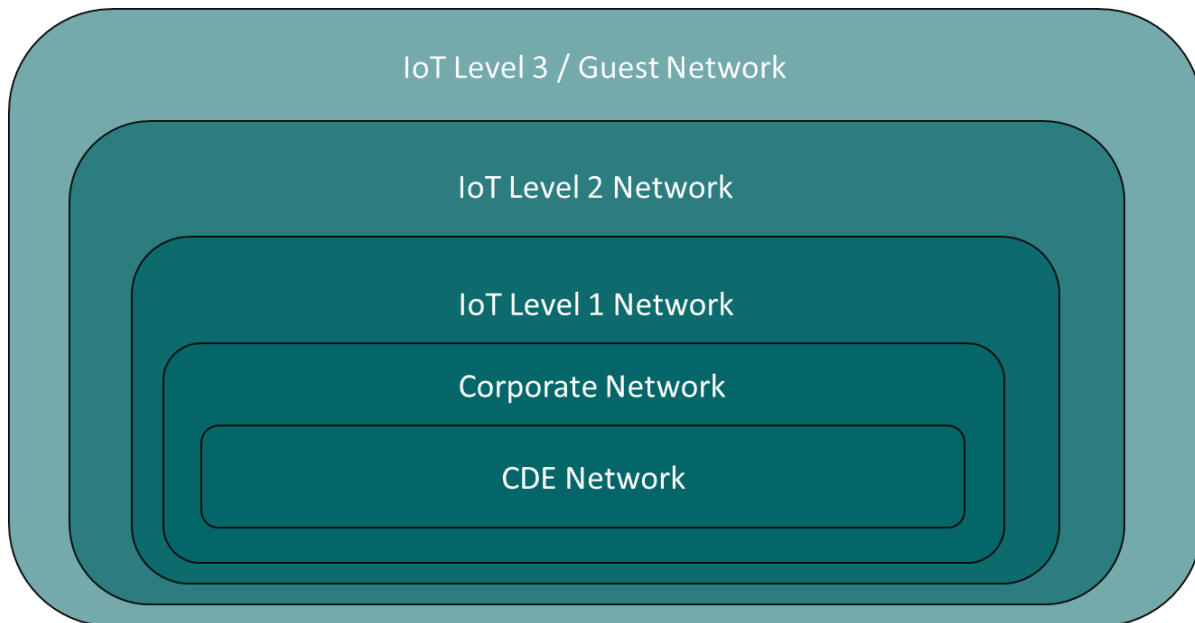 IoT Level 3 / Guest Network
IoT Level 2 Network
IoT Level 1 Network
Corporate Network
CDE Network